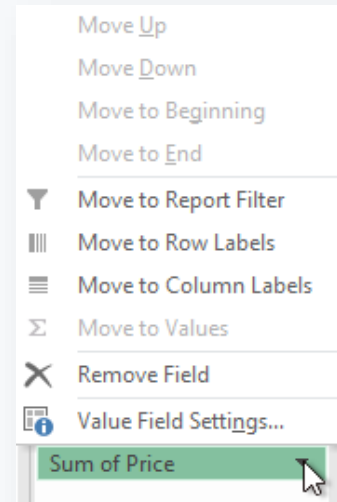 Move Up
Move Down
Move to Beginning
Move to End
Move to Report Filter
Move to Row Labels
Move to Column Labels
Σ Move to Values
Remove Field
Value Field Settings...
Sum of Price